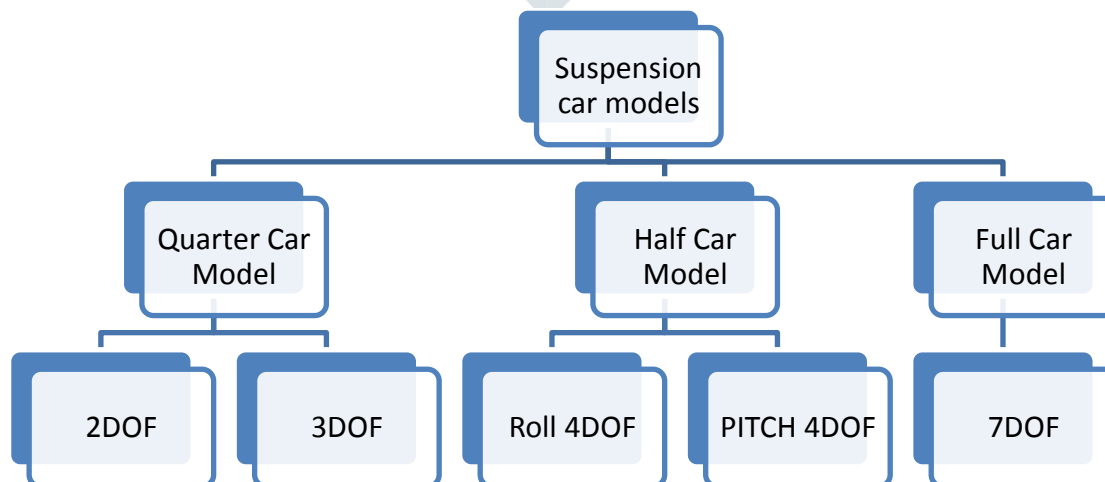 Suspension
car models
Quarter Car
Model
Half Car
Model
Full Car
Model
2DOF
3DOF
Roll 4DOF
PITCH 4DOF
7DOF